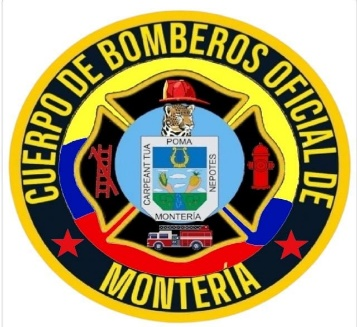 CUERPO DE BOMBEROS OFICIAL DE
MONTERÍA
POMA
CARPEANT TUA
NEPOTES
MONTERÍA